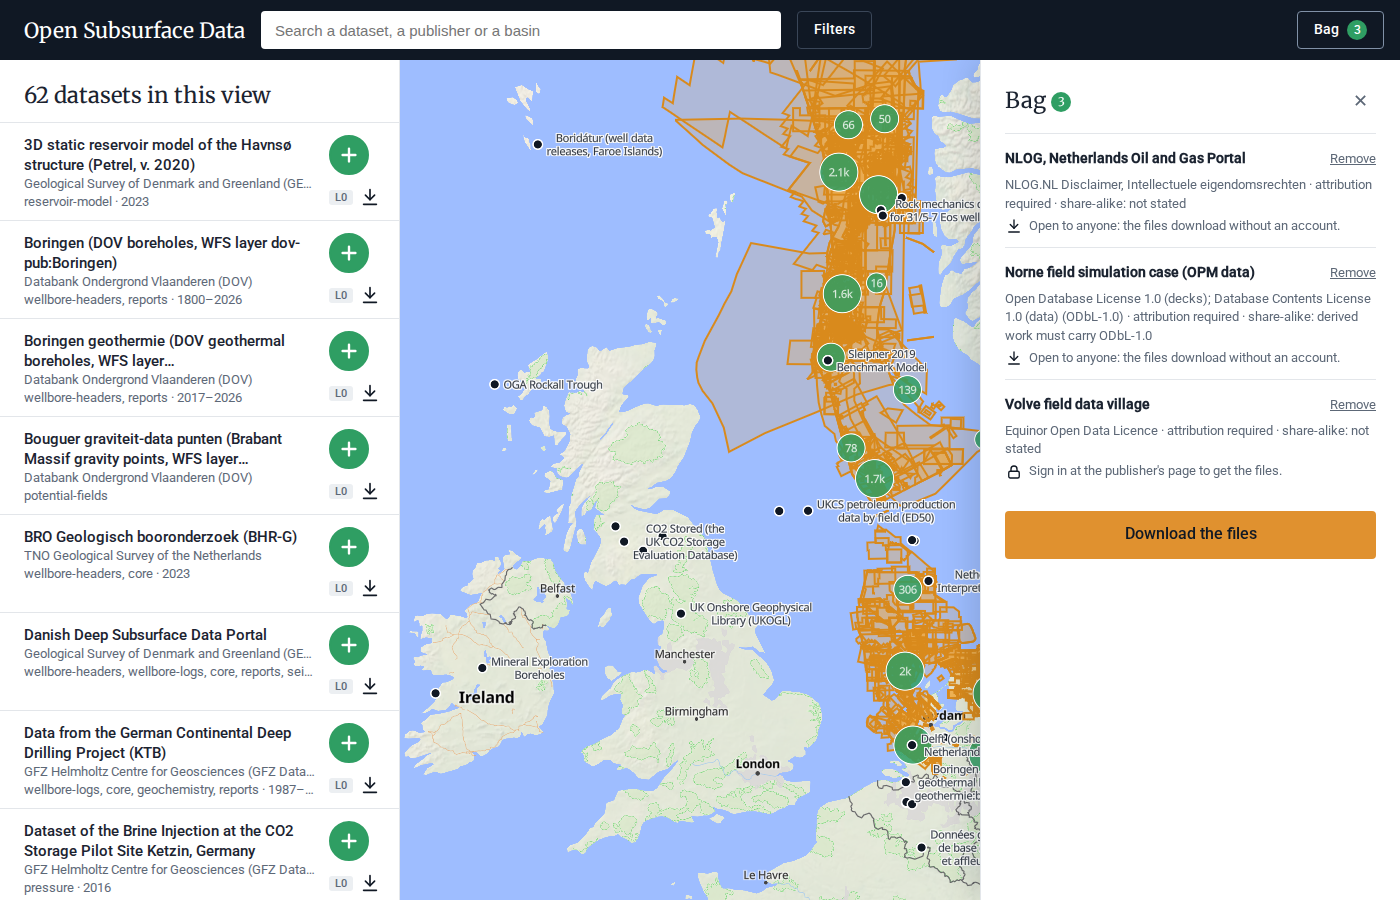 Open Subsurface Data
Search a dataset, a publisher or a basin
Filters
Bag 3
62 datasets in this view
3D static reservoir model of the Havnsø
structure (Petrel, v. 2020)
Geological Survey of Denmark and Greenland (GE...
reservoir-model · 2023
L0
Boringen (DOV boreholes, WFS layer dov-
pub:Boringen)
Databank Ondergrond Vlaanderen (DOV)
wellbore-headers, reports · 1800–2026
L0
Boringen geothermie (DOV geothermal
boreholes, WFS layer...
Databank Ondergrond Vlaanderen (DOV)
wellbore-headers, reports · 2017–2026
L0
Bouguer graviteit-data punten (Brabant
Massif gravity points, WFS layer...
Databank Ondergrond Vlaanderen (DOV)
potential-fields
L0
BRO Geologisch booronderzoek (BHR-G)
TNO Geological Survey of the Netherlands
wellbore-headers, core · 2023
L0
Danish Deep Subsurface Data Portal
Geological Survey of Denmark and Greenland (GE...
wellbore-headers, wellbore-logs, core, reports, sei...
L0
Data from the German Continental Deep
Drilling Project (KTB)
GFZ Helmholtz Centre for Geosciences (GFZ Data...
wellbore-logs, core, geochemistry, reports · 1987–...
L0
Dataset of the Brine Injection at the CO2
Storage Pilot Site Ketzin, Germany
GFZ Helmholtz Centre for Geosciences (GFZ Data...
pressure · 2016
L0
66
50
Boridátur (well data
releases, Faroe Islands)
2.1k
Rock mechanics
for 31/5-7 Eos well
16
1.6k
Sleipner 2019
Benchmark Model
OGA Rockall Trough
139
78
1.7k
UKCS petroleum production
data by field (ED50)
CO2 Stored (the
UK CO2 Storage
Evaluation Database)
Belfast
306
UK Onshore Geophysical
Library (UKOGL)
Manchester
Mineral Exploration
Boreholes
2k
Ireland
Birmingham
Delft (onsh
Netherland
London
Boringen
geothermal
geothermie:b
Données
de base
et affleu
Le Havre
Bag 3
NLOG, Netherlands Oil and Gas Portal
Remove
NLOG.NL Disclaimer, Intellectuele eigendomsrechten · attribution
required · share-alike: not stated
Open to anyone: the files download without an account.
Norne field simulation case (OPM data)
Remove
Open Database License 1.0 (decks); Database Contents License
1.0 (data) (ODbL-1.0) · attribution required · share-alike: derived
work must carry ODbL-1.0
Open to anyone: the files download without an account.
Volve field data village
Remove
Equinor Open Data Licence · attribution required · share-alike: not
stated
Sign in at the publisher's page to get the files.
Download the files